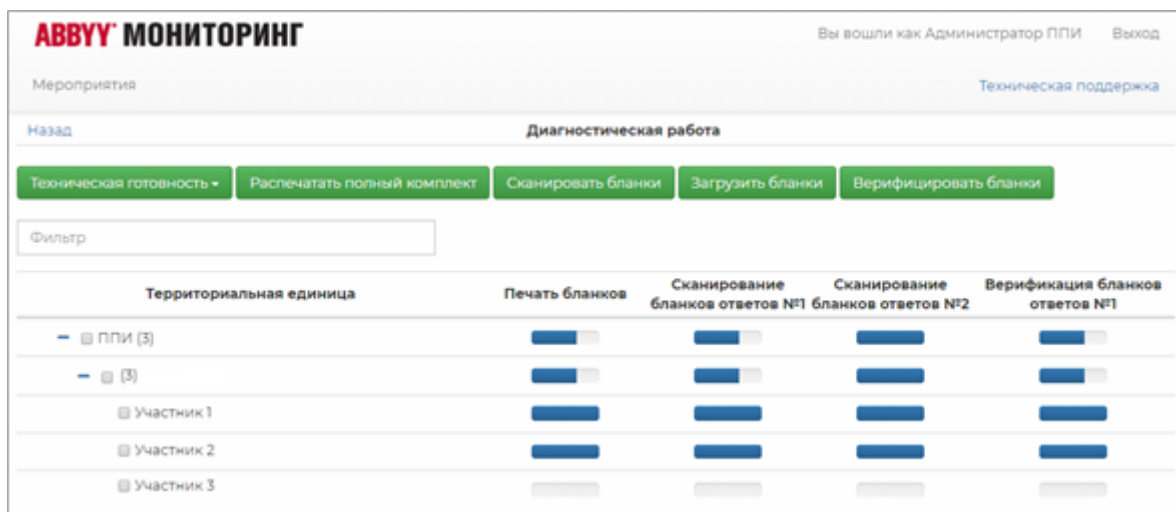 ABBYY® МОНИТОРИНГ
Вы вошли как Администратор ППИ Выход
Мероприятия Техническая поддержка
Назад Диагностическая работа
Техническая готовность Распечатать полный комплект Сканировать бланки Загрузить бланки Верифицировать бланки
Фильтр
Территориальная единица Печать бланков Сканирование бланков ответов №1 Сканирование бланков ответов №2 Верификация бланков ответов №1
ППИ (3)
(3)
Участник 1
Участник 2
Участник 3